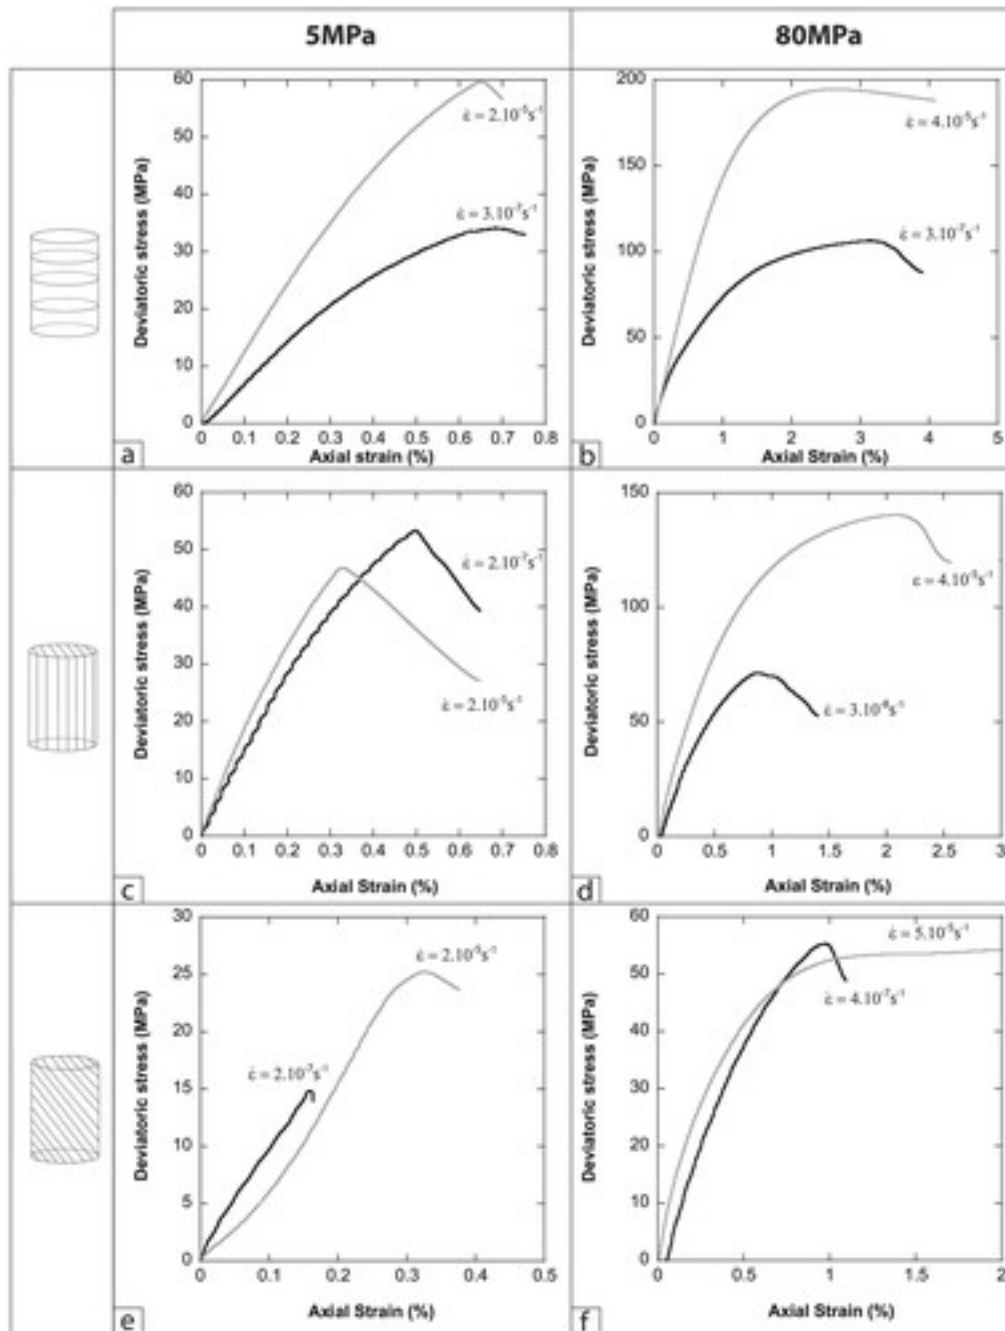 5MPa
80MPa
60
50
40
30
20
10
0
Deviatoric stress (MPa)
ε̇ = 2.10⁻⁵s⁻¹
ε̇ = 3.10⁻⁷s⁻¹
0 0.1 0.2 0.3 0.4 0.5 0.6 0.7 0.8
Axial strain (%)
a
200
150
100
50
0
Deviatoric stress (MPa)
ε̇ = 4.10⁻⁵s⁻¹
ε̇ = 3.10⁻⁷s⁻¹
0 1 2 3 4 5
Axial Strain (%)
b
60
50
40
30
20
10
0
Deviatoric stress (MPa)
ε̇ = 2.10⁻⁷s⁻¹
ε̇ = 2.10⁻⁵s⁻¹
0 0.1 0.2 0.3 0.4 0.5 0.6 0.7 0.8
Axial Strain (%)
c
150
100
50
0
Deviatoric stress (MPa)
ε̇ = 4.10⁻⁵s⁻¹
ε̇ = 3.10⁻⁸s⁻¹
0 0.5 1 1.5 2 2.5 3
Axial Strain (%)
d
30
25
20
15
10
5
0
Deviatoric stress (MPa)
ε̇ = 2.10⁻⁵s⁻¹
ε̇ = 2.10⁻⁷s⁻¹
0 0.1 0.2 0.3 0.4 0.5
Axial Strain (%)
e
60
50
40
30
20
10
0
Deviatoric stress (MPa)
ε̇ = 5.10⁻⁵s⁻¹
ε̇ = 4.10⁻⁷s⁻¹
0 0.5 1 1.5 2
Axial Strain (%)
f